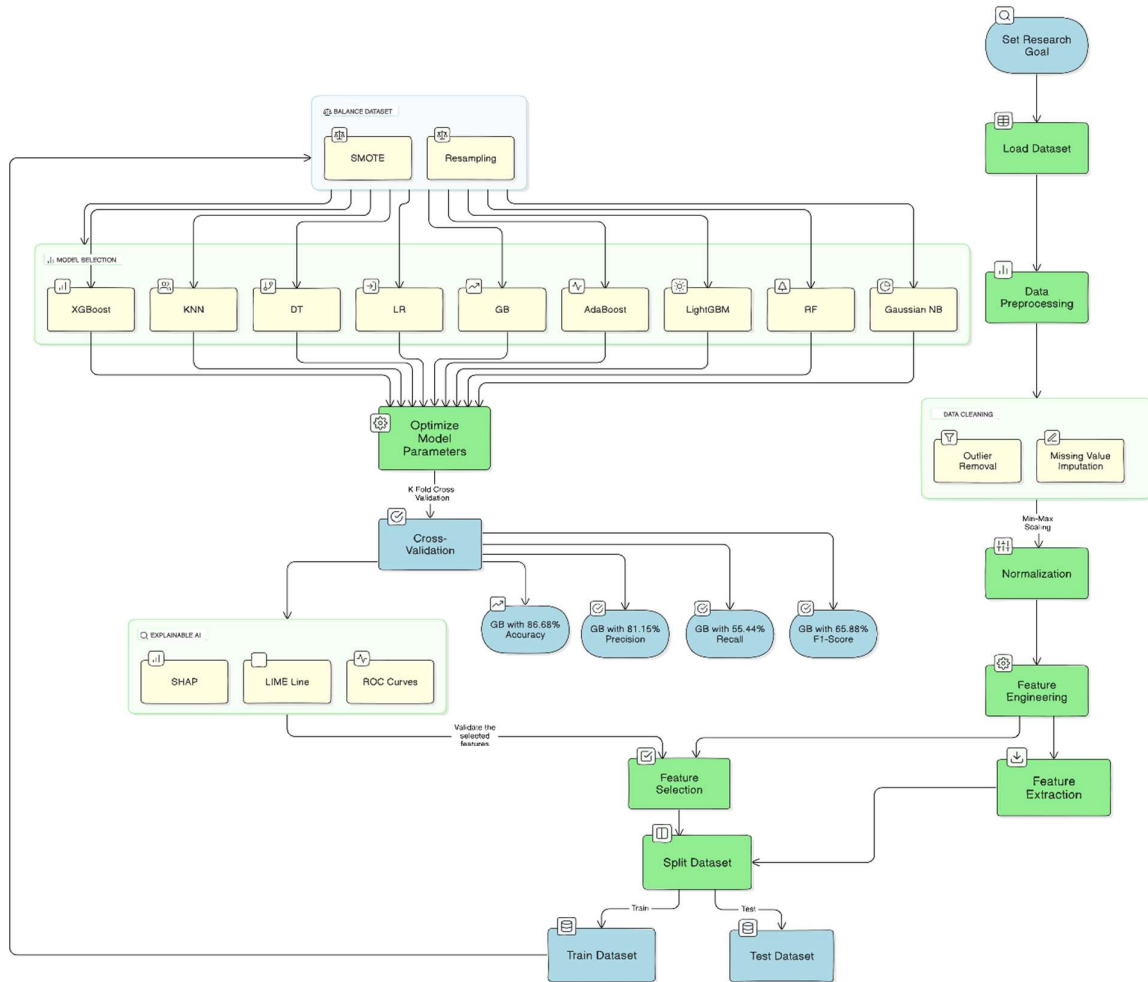 Set Research
Goal
Load Dataset
Data
Preprocessing
DATA CLEANING
Outlier
Removal
Missing Value
Imputation
Min-Max
Scaling
Normalization
Feature
Engineering
Feature
Extraction
Feature
Selection
Split Dataset
Train
Test
Train Dataset
Test Dataset
BALANCE DATASET
SMOTE
Resampling
MODEL SELECTION
XGBoost
KNN
DT
LR
GB
AdaBoost
LightGBM
RF
Gaussian NB
Optimize
Model
Parameters
K Fold Cross
Validation
Cross-
Validation
GB with 86.68%
Accuracy
GB with 81.15%
Precision
GB with 55.44%
Recall
GB with 65.88%
F1-Score
EXPLAINABLE AI
SHAP
LIME Line
ROC Curves
Validate the
selected
features